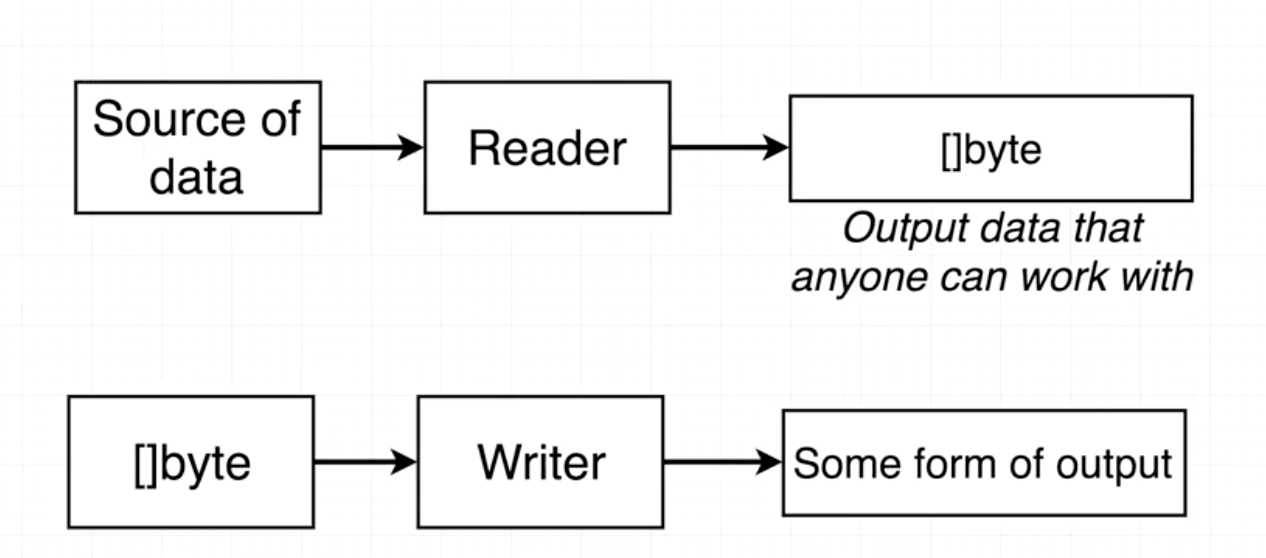 Source of
data
Reader
[]byte
Output data that
anyone can work with
[]byte
Writer
Some form of output